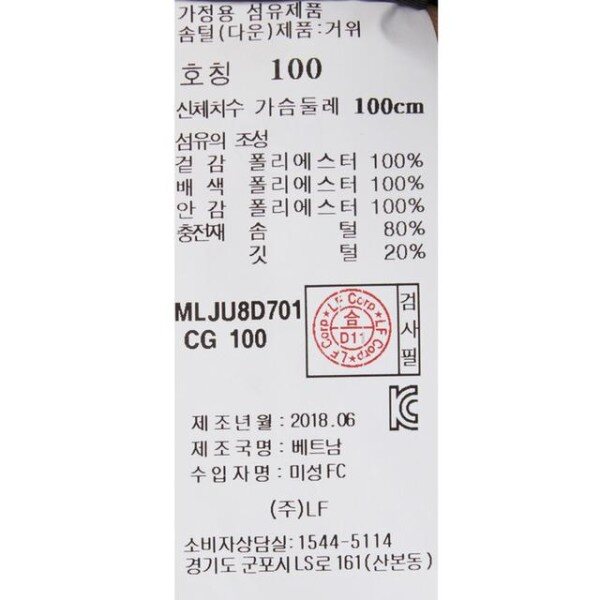 가정용 섬유제품
솜털(다운)제품:거위
호칭 100
신체치수 가슴둘레 100cm
섬유의 조성
겉감 폴리에스터 100%
배색 폴리에스터 100%
안감 폴리에스터 100%
충전재 솜털 80%
깃털 20%
MLJU8D701
CG 100
LF Corp★LF Corp★LF Corp★
합
D11
검사필
제조년월:2018.06
제조국명:베트남
수입자명:미성FC
(주)LF
소비자상담실:1544-5114
경기도 군포시LS로161(산본동)